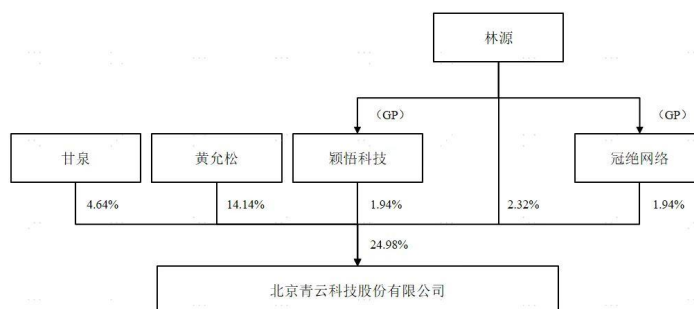 林源
（GP）
（GP）
甘泉
黄允松
颖悟科技
冠绝网络
4.64%
14.14%
1.94%
2.32%
1.94%
24.98%
北京青云科技股份有限公司